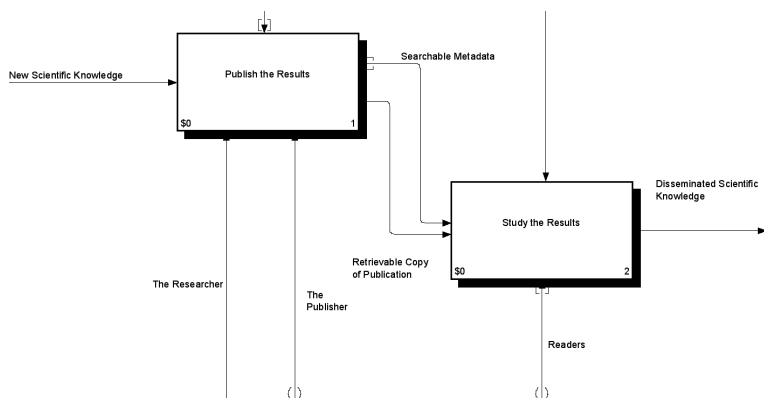 Searchable Metadata
New Scientific Knowledge
Publish the Results
$0
1
Disseminated Scientific
Knowledge
Study the Results
Retrievable Copy
of Publication
$0
2
The Researcher
The
Publisher
Readers